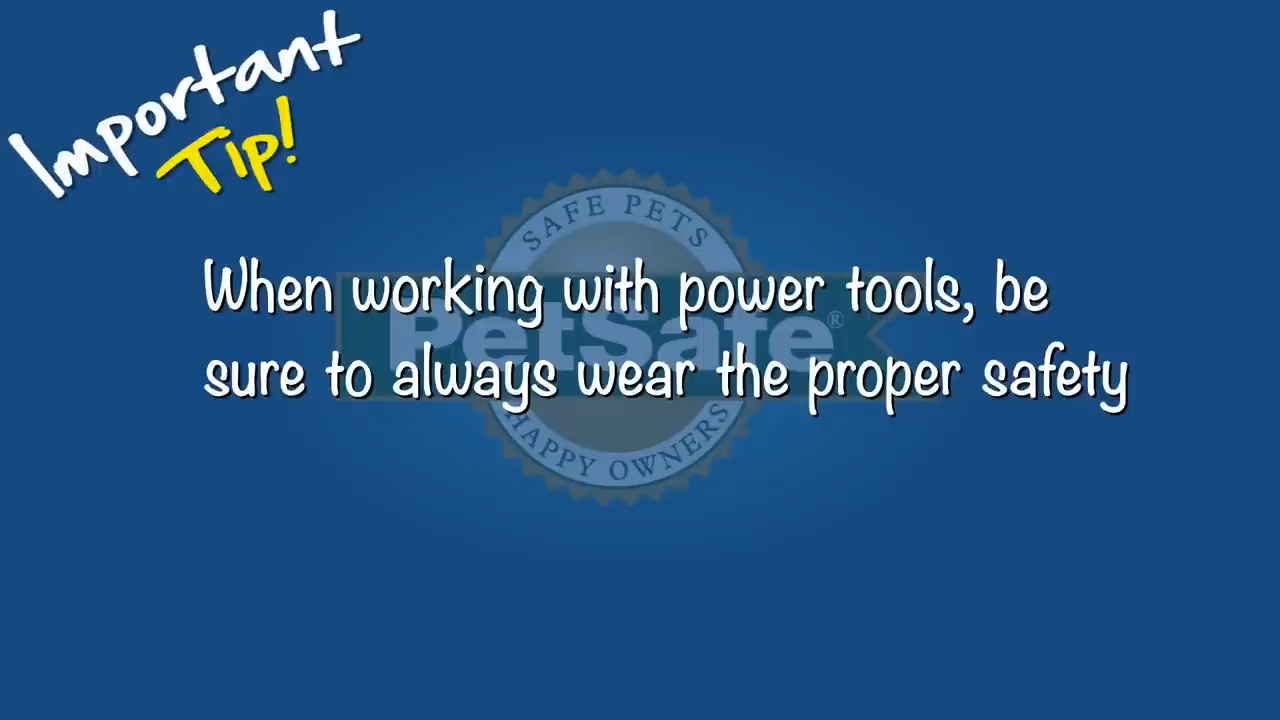 Important
Tip!
SAFE PETS
When working with power tools, be
PetSafe®
sure to always wear the proper safety
HAPPY OWNERS